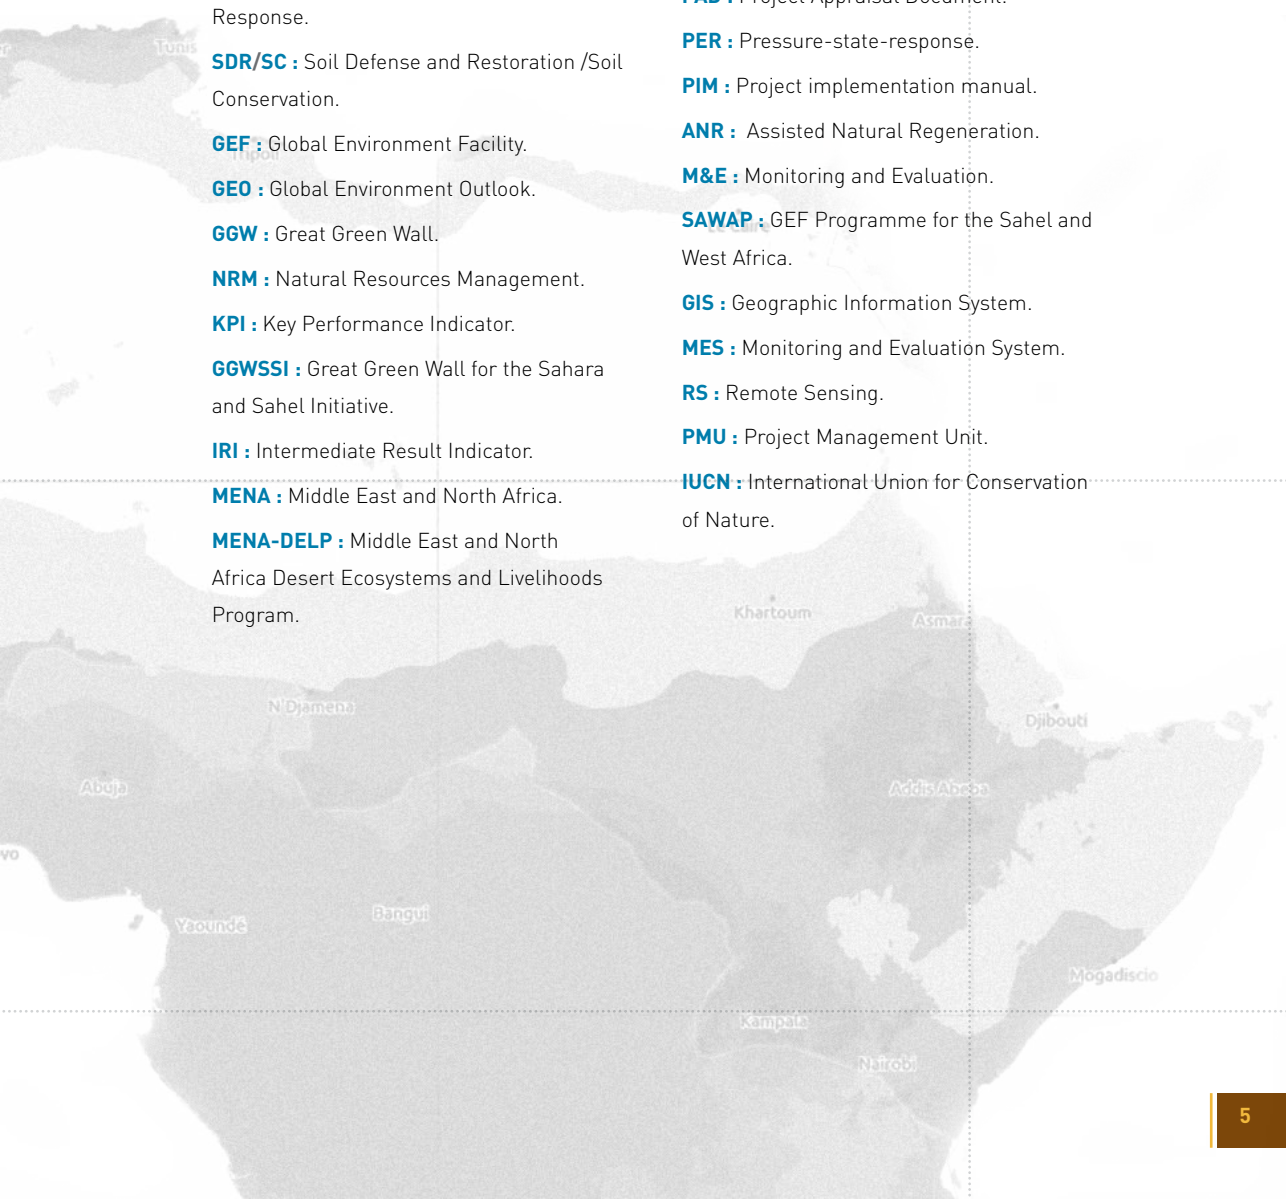 Response.
SDR/SC : Soil Defense and Restoration /Soil
Conservation.
GEF : Global Environment Facility.
GEO : Global Environment Outlook.
GGW : Great Green Wall.
NRM : Natural Resources Management.
KPI : Key Performance Indicator.
GGWSSI : Great Green Wall for the Sahara
and Sahel Initiative.
IRI : Intermediate Result Indicator.
MENA : Middle East and North Africa.
MENA-DELP : Middle East and North
Africa Desert Ecosystems and Livelihoods
Program.
PAD : Project Appraisal Document.
PER : Pressure-state-response.
PIM : Project implementation manual.
ANR : Assisted Natural Regeneration.
M&E : Monitoring and Evaluation.
SAWAP : GEF Programme for the Sahel and
West Africa.
GIS : Geographic Information System.
MES : Monitoring and Evaluation System.
RS : Remote Sensing.
PMU : Project Management Unit.
IUCN : International Union for Conservation
of Nature.
Tunis
Tripoli
Le Caire
Khartoum
Asmara
N'Djamena
Djibouti
Abuja
Addis Abeba
Bangui
Yaoundé
Mogadiscio
Kampala
Nairobi
5